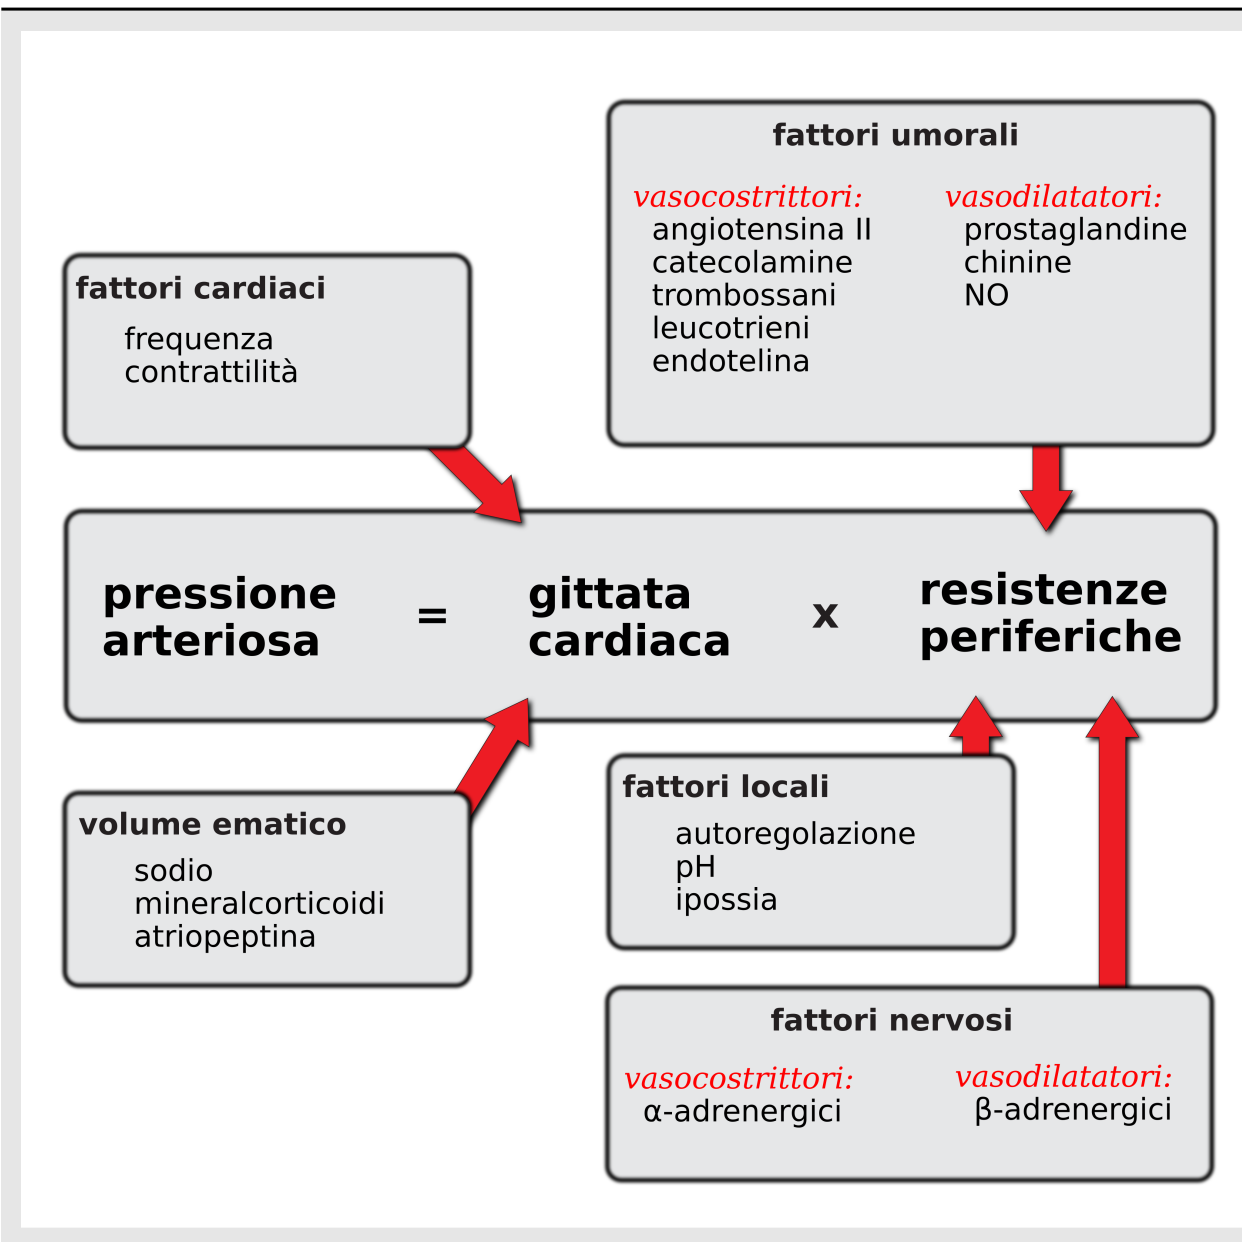 fattori umorali
vasocostrittori:
angiotensina II
catecolamine
trombossani
leucotrieni
endotelina
vasodilatatori:
prostaglandine
chinine
NO
fattori cardiaci
frequenza
contrattilità
pressione
arteriosa
=
gittata
cardiaca
x
resistenze
periferiche
volume ematico
sodio
mineralcorticoidi
atriopeptina
fattori locali
autoregolazione
pH
ipossia
fattori nervosi
vasocostrittori:
α-adrenergici
vasodilatatori:
β-adrenergici